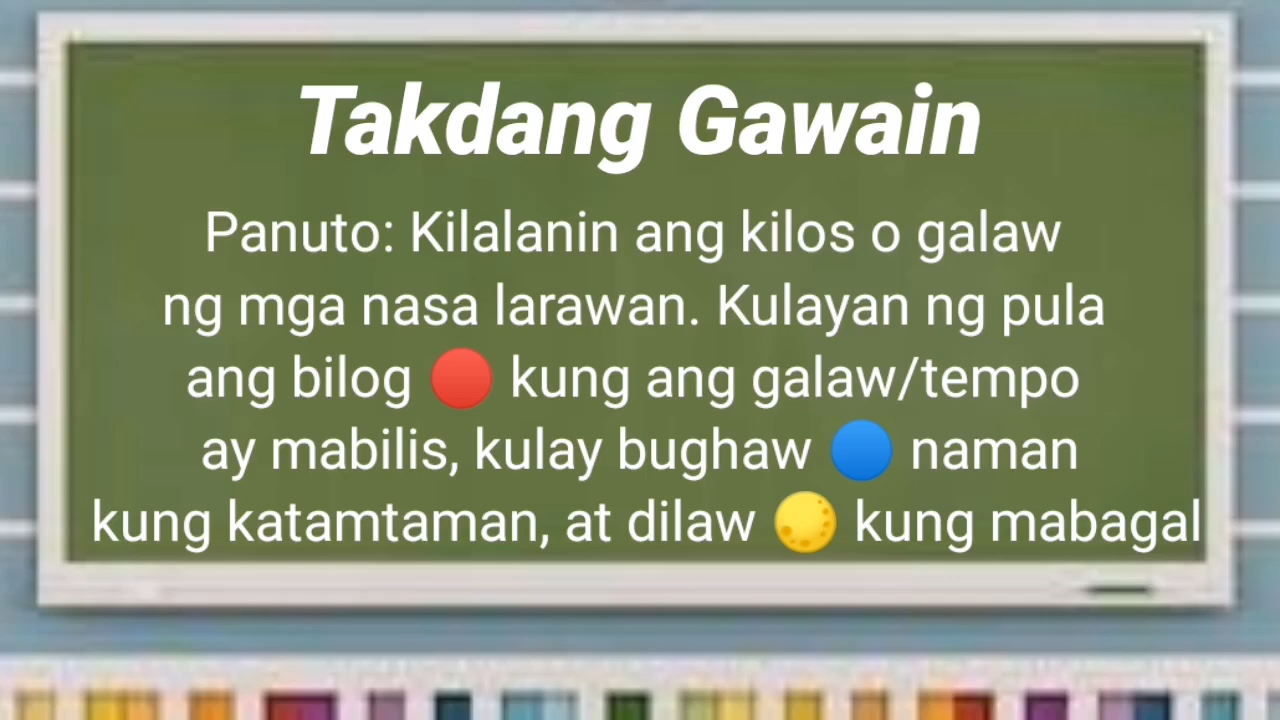 Takdang Gawain
Panuto: Kilalanin ang kilos o galaw
ng mga nasa larawan. Kulayan ng pula
ang bilog 🔴 kung ang galaw/tempo
ay mabilis, kulay bughaw 🔵 naman
kung katamtaman, at dilaw 🌕 kung mabagal